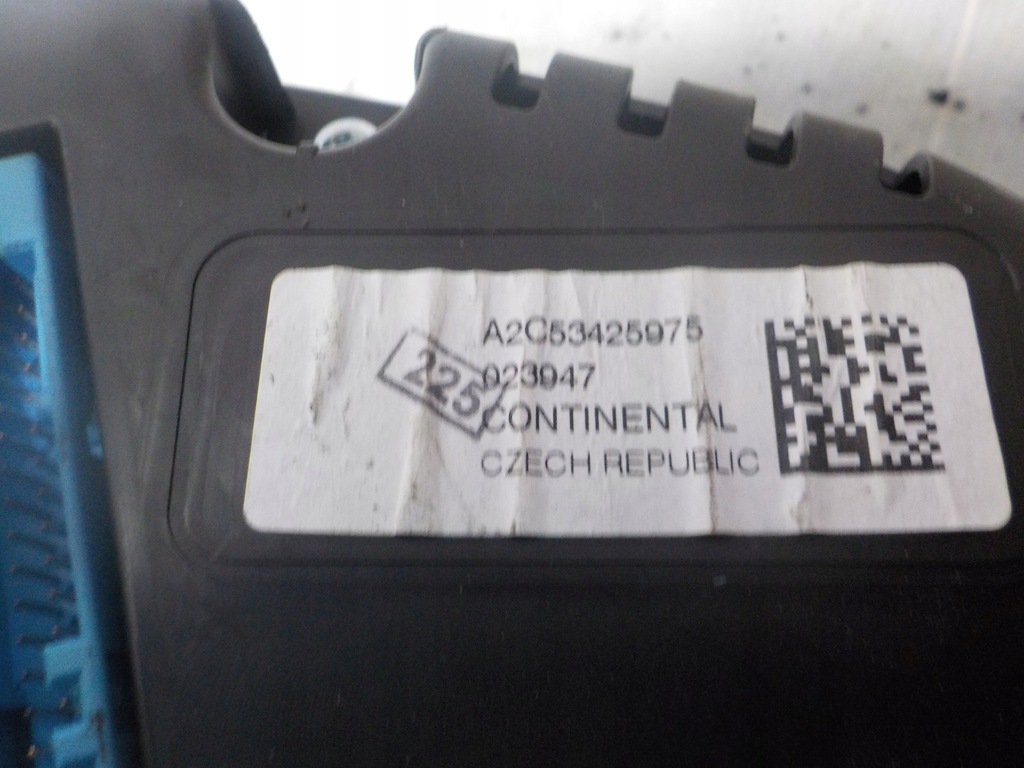 A2C53425975
023947
225
CONTINENTAL
CZECH REPUBLIC